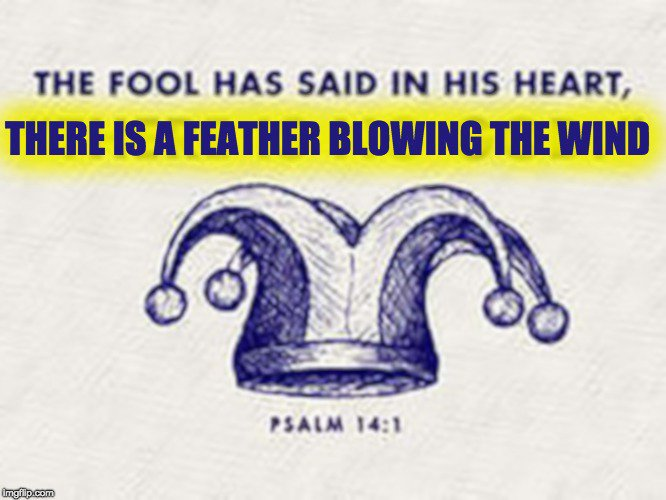 THE FOOL HAS SAID IN HIS HEART,
THERE IS A FEATHER BLOWING THE WIND
PSALM 14:1
imgflip.com